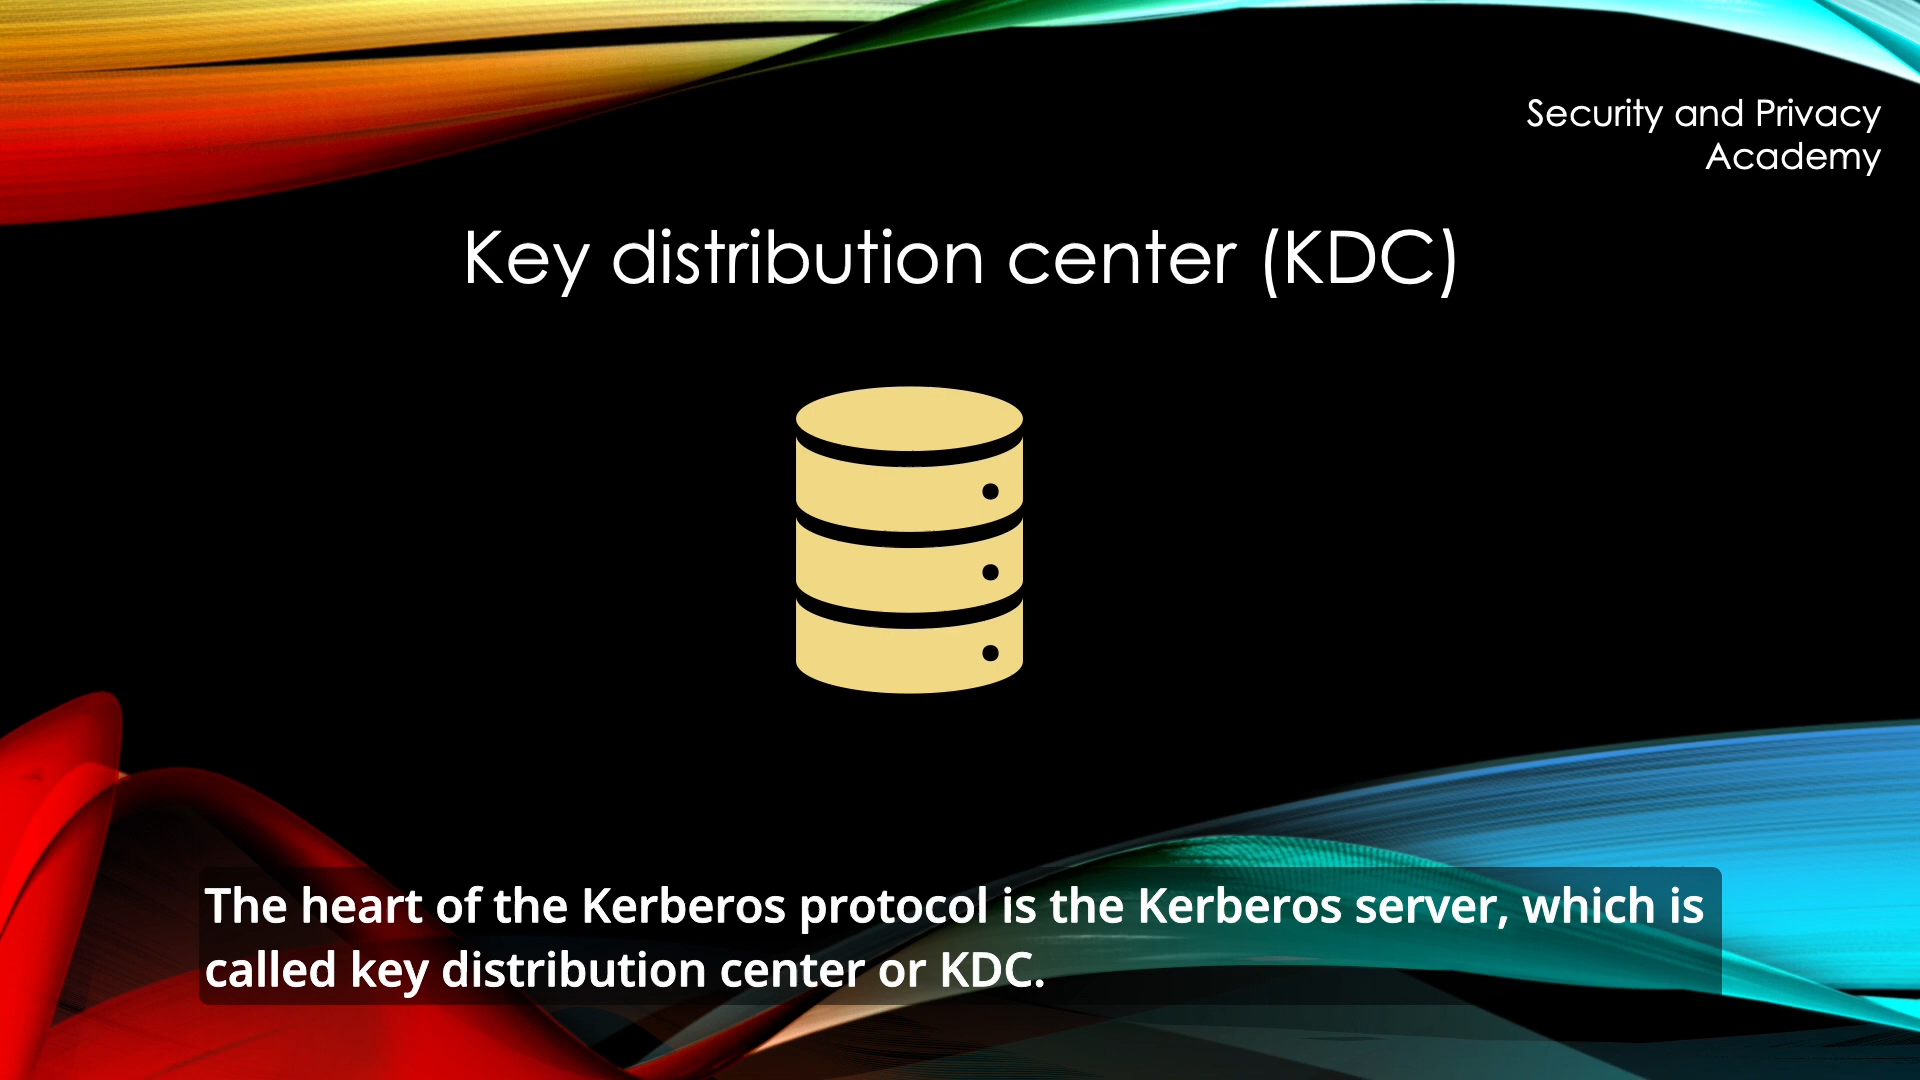 Security and Privacy
Academy
Key distribution center (KDC)
The heart of the Kerberos protocol is the Kerberos server, which is
called key distribution center or KDC.